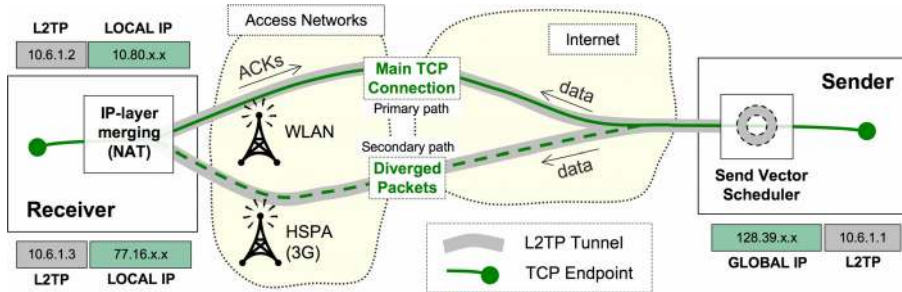 L2TP LOCAL IP
10.6.1.2 10.80.x.x
Access Networks
Internet
ACKs
Main TCP
Connection
Primary path
data
Sender
IP-layer
merging
(NAT)
WLAN
Secondary path
Diverged
Packets
data
Send Vector
Scheduler
Receiver
HSPA
(3G)
10.6.1.3 77.16.x.x
L2TP LOCAL IP
L2TP Tunnel
TCP Endpoint
128.39.x.x 10.6.1.1
GLOBAL IP L2TP